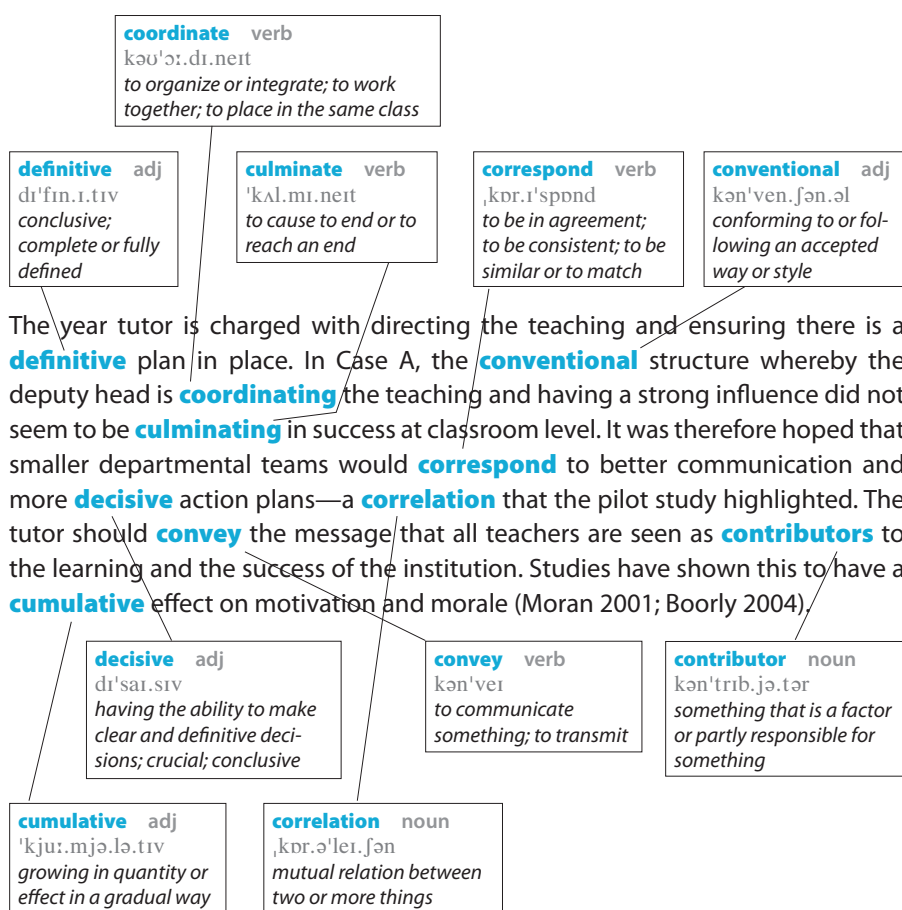 coordinate verb
kəʊˈɔː.dɪ.neɪt
to organize or integrate; to work
together; to place in the same class
definitive adj
dɪˈfɪn.ɪ.tɪv
conclusive;
complete or fully
defined
culminate verb
ˈkʌl.mɪ.neɪt
to cause to end or to
reach an end
correspond verb
ˌkɒr.ɪˈspɒnd
to be in agreement;
to be consistent; to be
similar or to match
conventional adj
kənˈven.ʃən.əl
conforming to or fol-
lowing an accepted
way or style
The year tutor is charged with directing the teaching and ensuring there is a
definitive plan in place. In Case A, the conventional structure whereby the
deputy head is coordinating the teaching and having a strong influence did not
seem to be culminating in success at classroom level. It was therefore hoped that
smaller departmental teams would correspond to better communication and
more decisive action plans—a correlation that the pilot study highlighted. The
tutor should convey the message that all teachers are seen as contributors to
the learning and the success of the institution. Studies have shown this to have a
cumulative effect on motivation and morale (Moran 2001; Boorly 2004).
decisive adj
dɪˈsaɪ.sɪv
having the ability to make
clear and definitive deci-
sions; crucial; conclusive
convey verb
kənˈveɪ
to communicate
something; to transmit
contributor noun
kənˈtrɪb.jə.tər
something that is a factor
or partly responsible for
something
cumulative adj
ˈkjuː.mjə.lə.tɪv
growing in quantity or
effect in a gradual way
correlation noun
ˌkɒr.əˈleɪ.ʃən
mutual relation between
two or more things